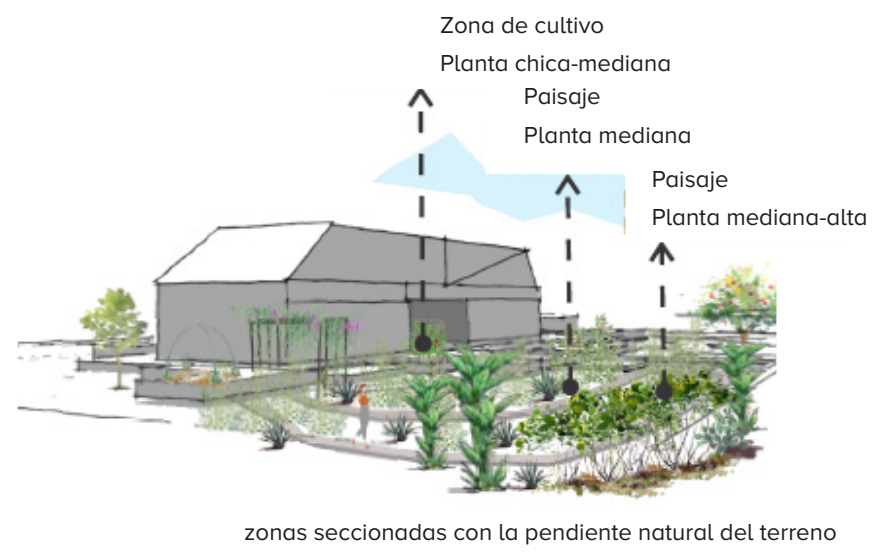 Zona de cultivo
Planta chica-mediana
Paisaje
Planta mediana
Paisaje
Planta mediana-alta
zonas seccionadas con la pendiente natural del terreno